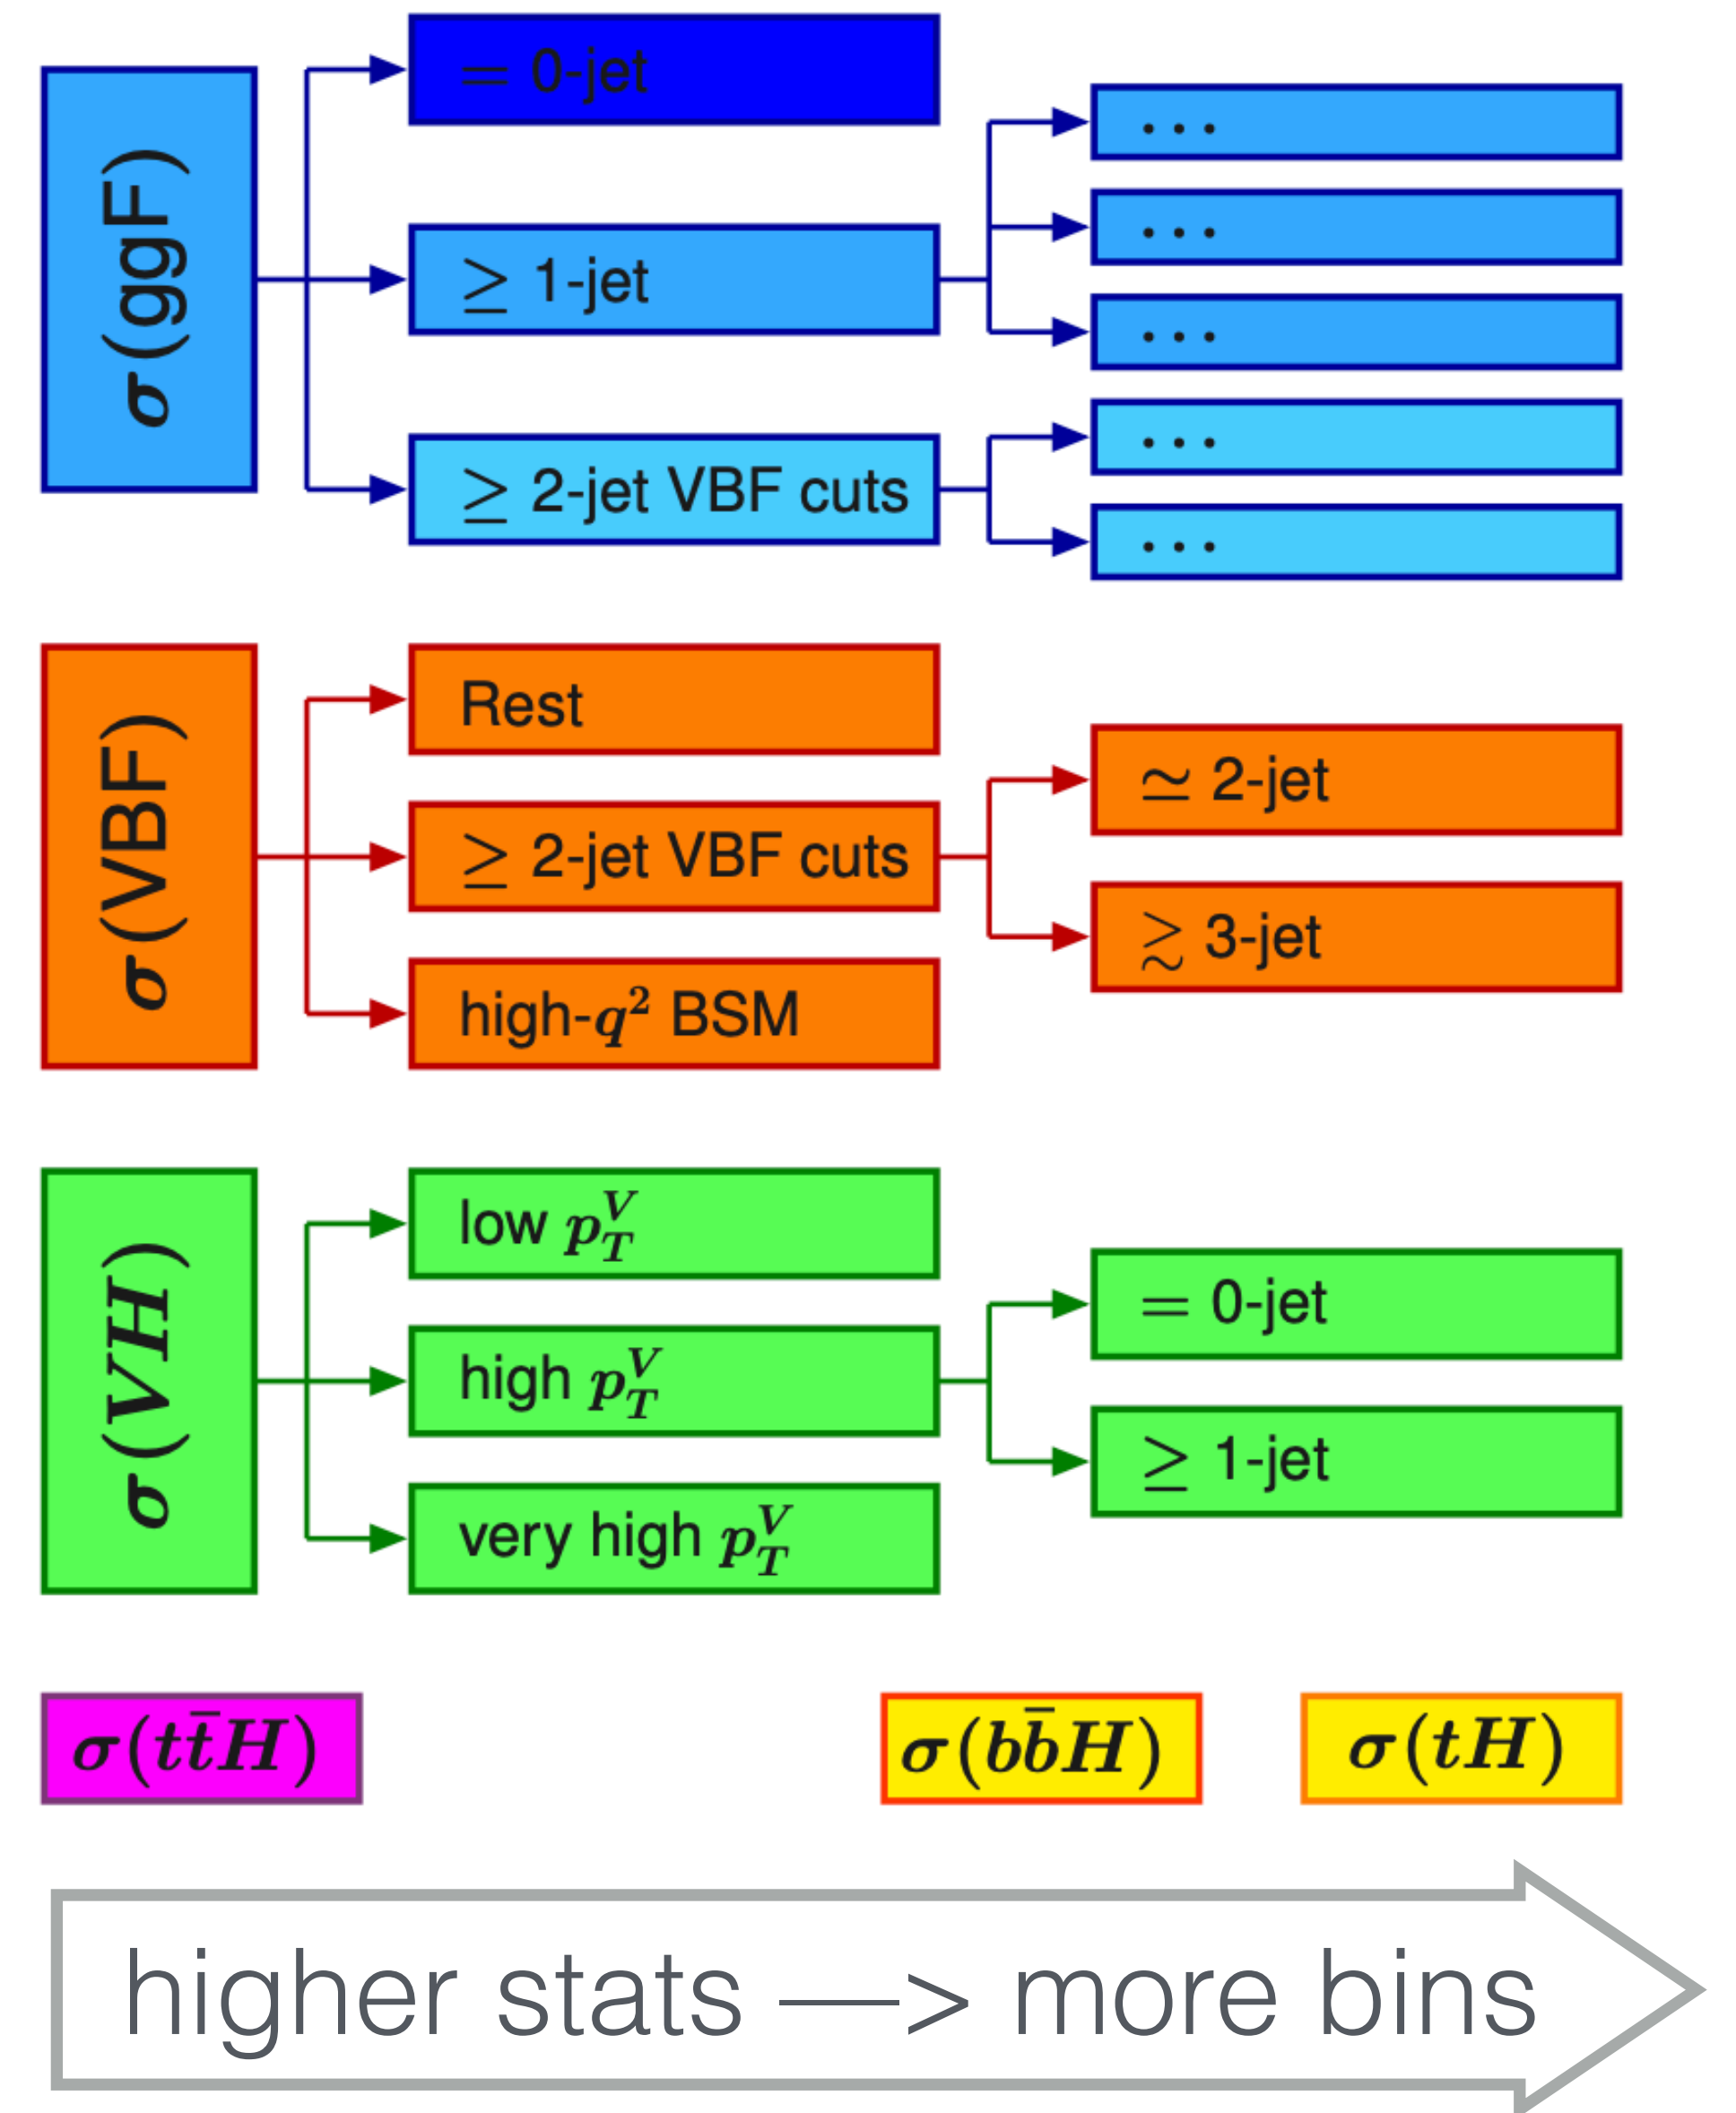 σ(ggF)
= 0-jet
≥ 1-jet
≥ 2-jet VBF cuts
...
...
...
...
...
σ(VBF)
Rest
≥ 2-jet VBF cuts
high-q² BSM
≃ 2-jet
≳ 3-jet
σ(VH)
low p_T^V
high p_T^V
very high p_T^V
= 0-jet
≥ 1-jet
σ(tt̄H)
σ(bb̄H)
σ(tH)
higher stats —> more bins